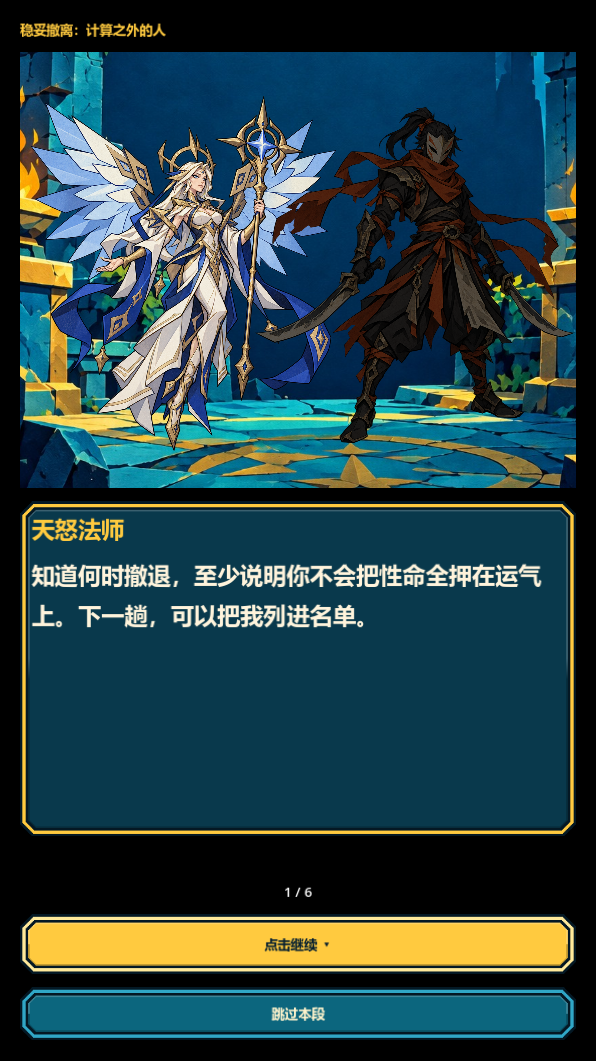 稳妥撤离：计算之外的人
天怒法师
知道何时撤退，至少说明你不会把性命全押在运气
上。下一趟，可以把我列进名单。
1 / 6
点击继续 ▼
跳过本段